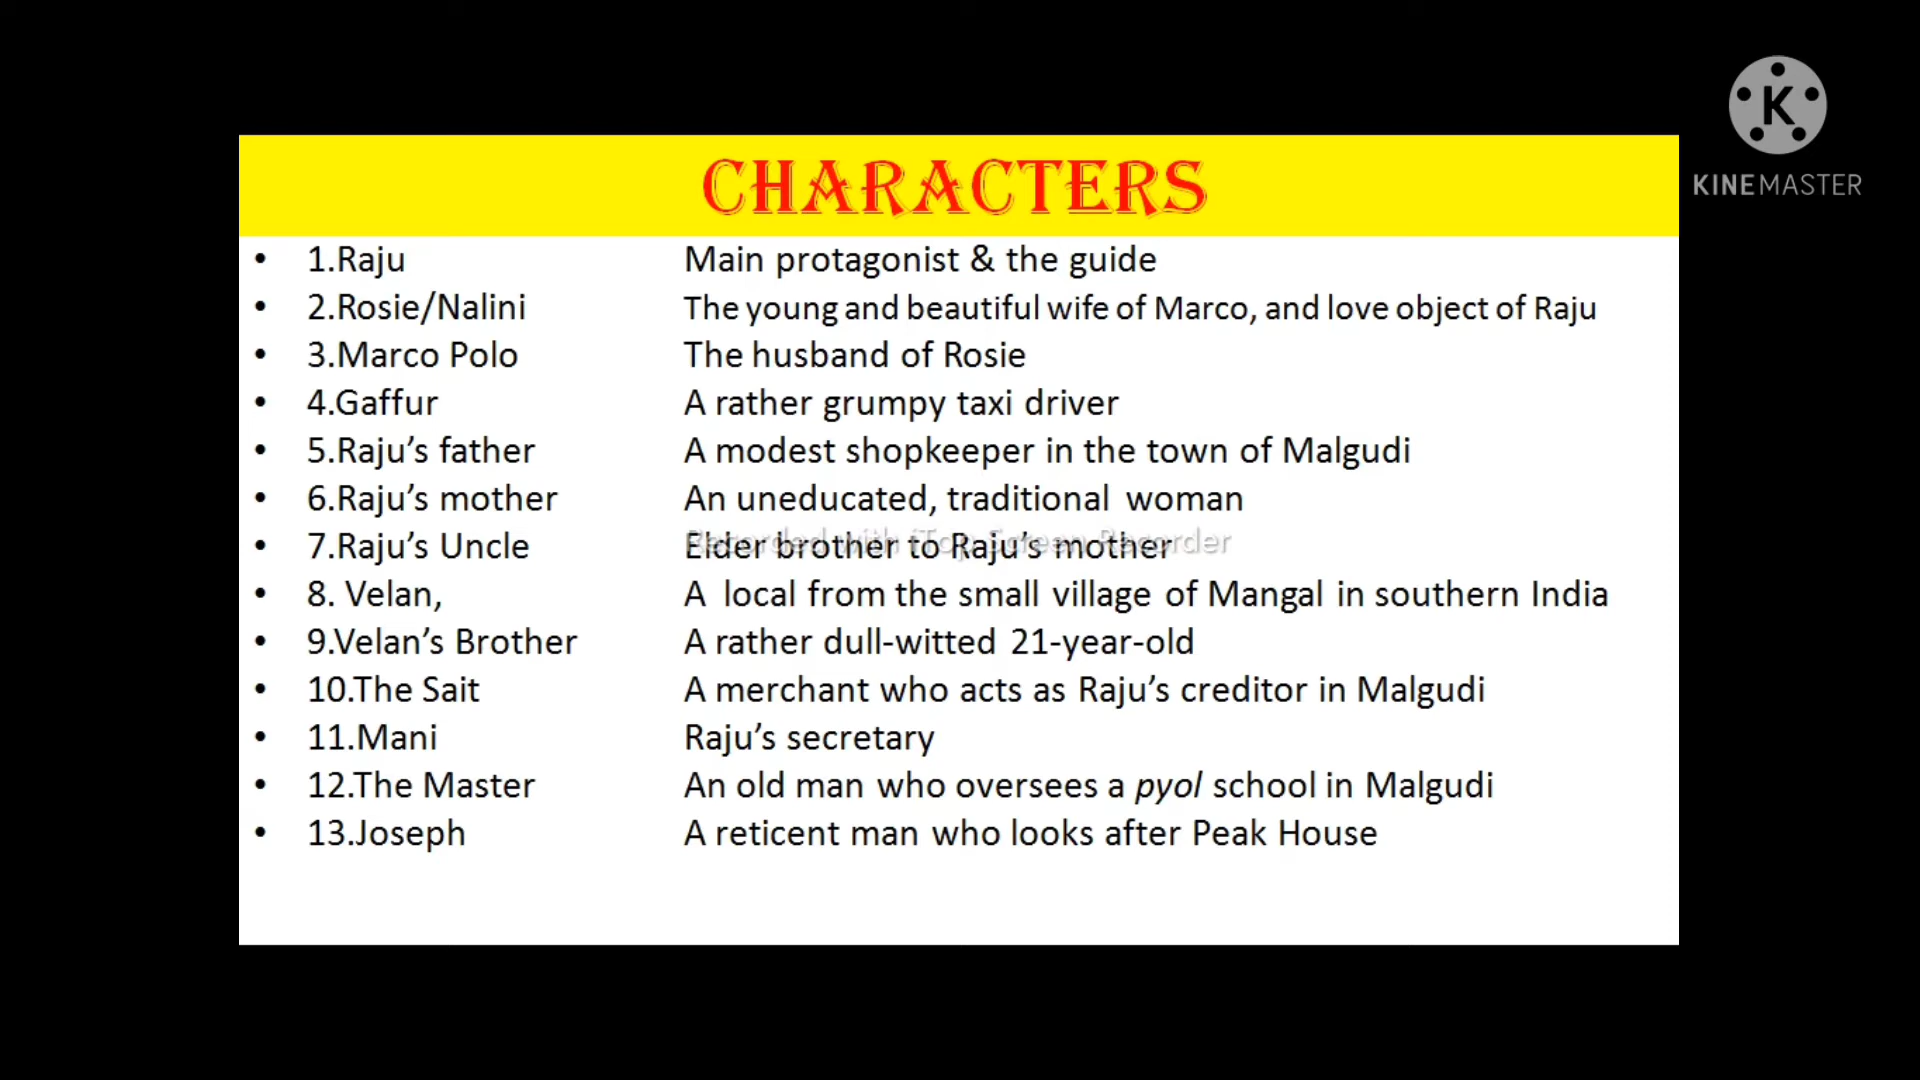 K
KINEMASTER
CHARACTERS
• 1.Raju Main protagonist & the guide
• 2.Rosie/Nalini The young and beautiful wife of Marco, and love object of Raju
• 3.Marco Polo The husband of Rosie
• 4.Gaffur A rather grumpy taxi driver
• 5.Raju’s father A modest shopkeeper in the town of Malgudi
• 6.Raju’s mother An uneducated, traditional woman
• 7.Raju’s Uncle Elder brother to Raju’s mother
Recorded with iTop Screen Recorder
• 8. Velan, A local from the small village of Mangal in southern India
• 9.Velan’s Brother A rather dull-witted 21-year-old
• 10.The Sait A merchant who acts as Raju’s creditor in Malgudi
• 11.Mani Raju’s secretary
• 12.The Master An old man who oversees a pyol school in Malgudi
• 13.Joseph A reticent man who looks after Peak House